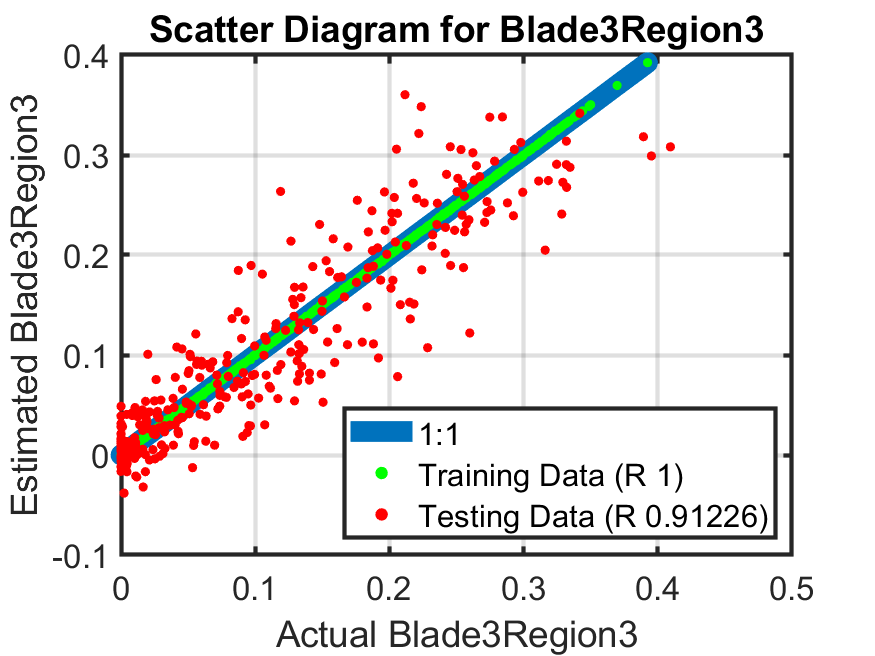 Scatter Diagram for Blade3Region3
Estimated Blade3Region3
0.4
0.3
0.2
0.1
0
-0.1
0
0.1
0.2
0.3
0.4
0.5
Actual Blade3Region3
1:1
Training Data (R 1)
Testing Data (R 0.91226)